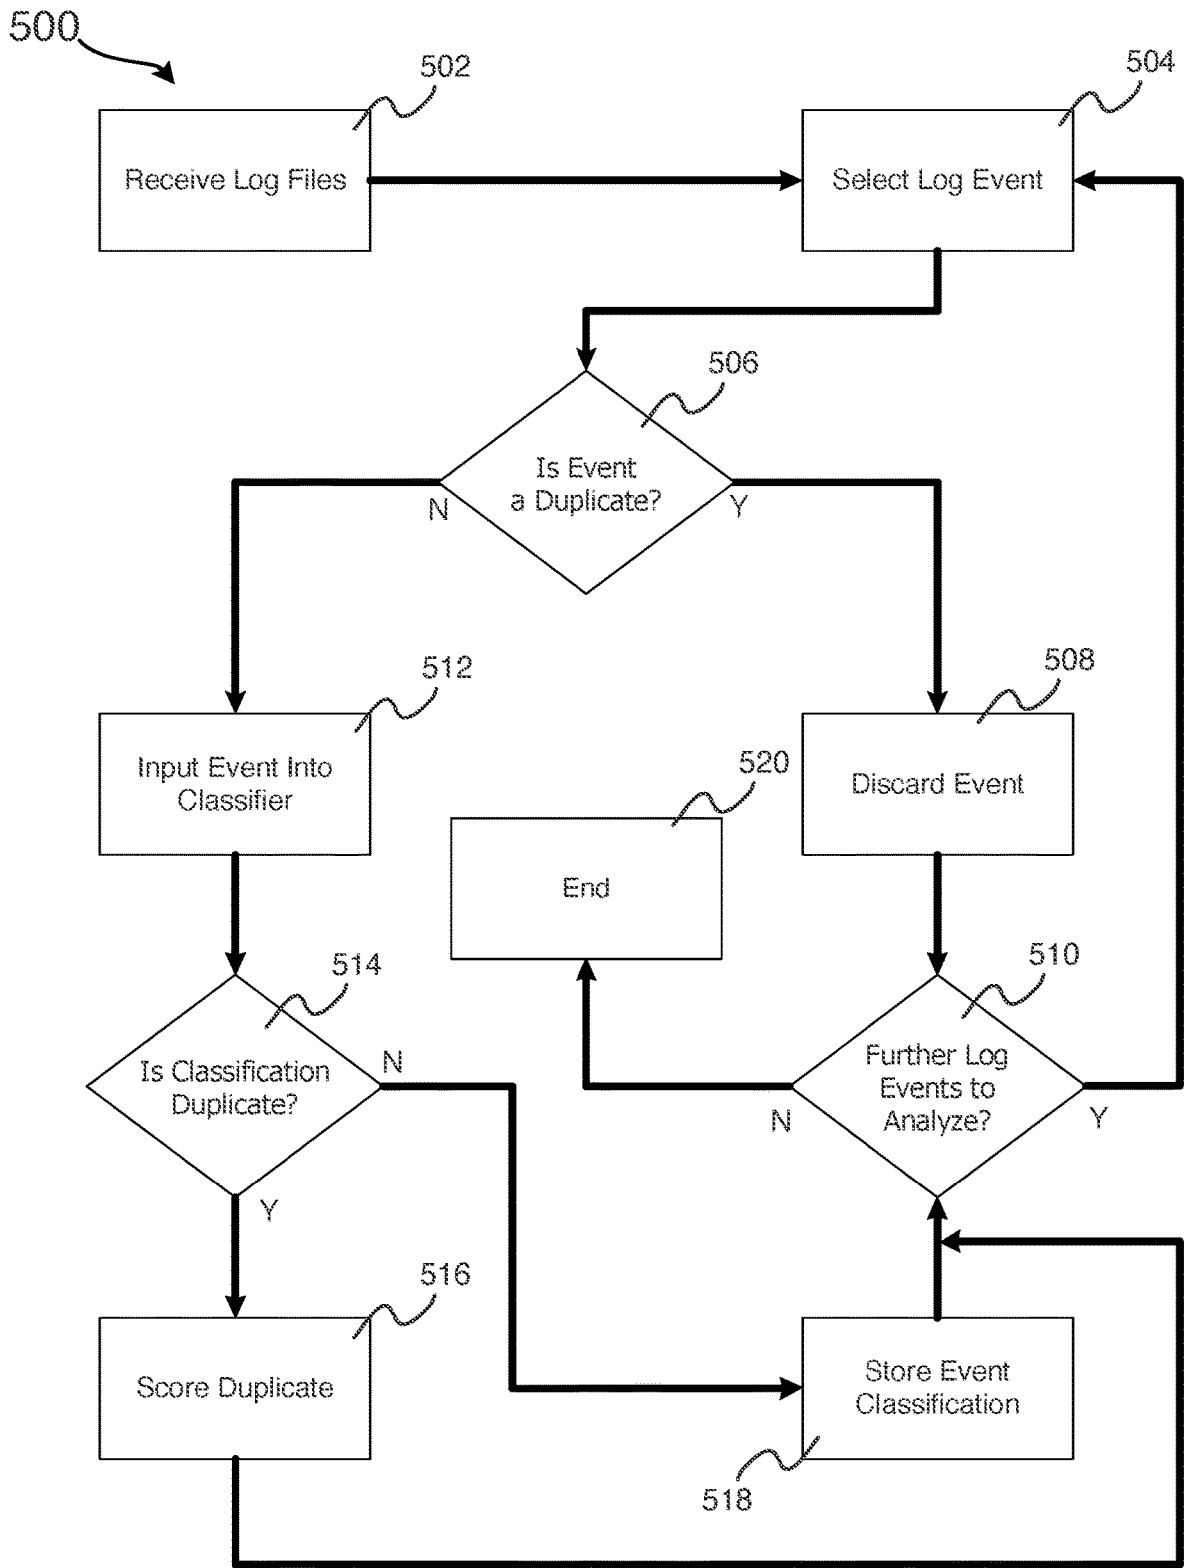 500
502
504
Receive Log Files
Select Log Event
506
Is Event
a Duplicate?
N
Y
512
508
Input Event Into
Classifier
520
Discard Event
End
514
510
Is Classification
Duplicate?
N
Y
Further Log
Events to
Analyze?
N
Y
516
Score Duplicate
Store Event
Classification
518